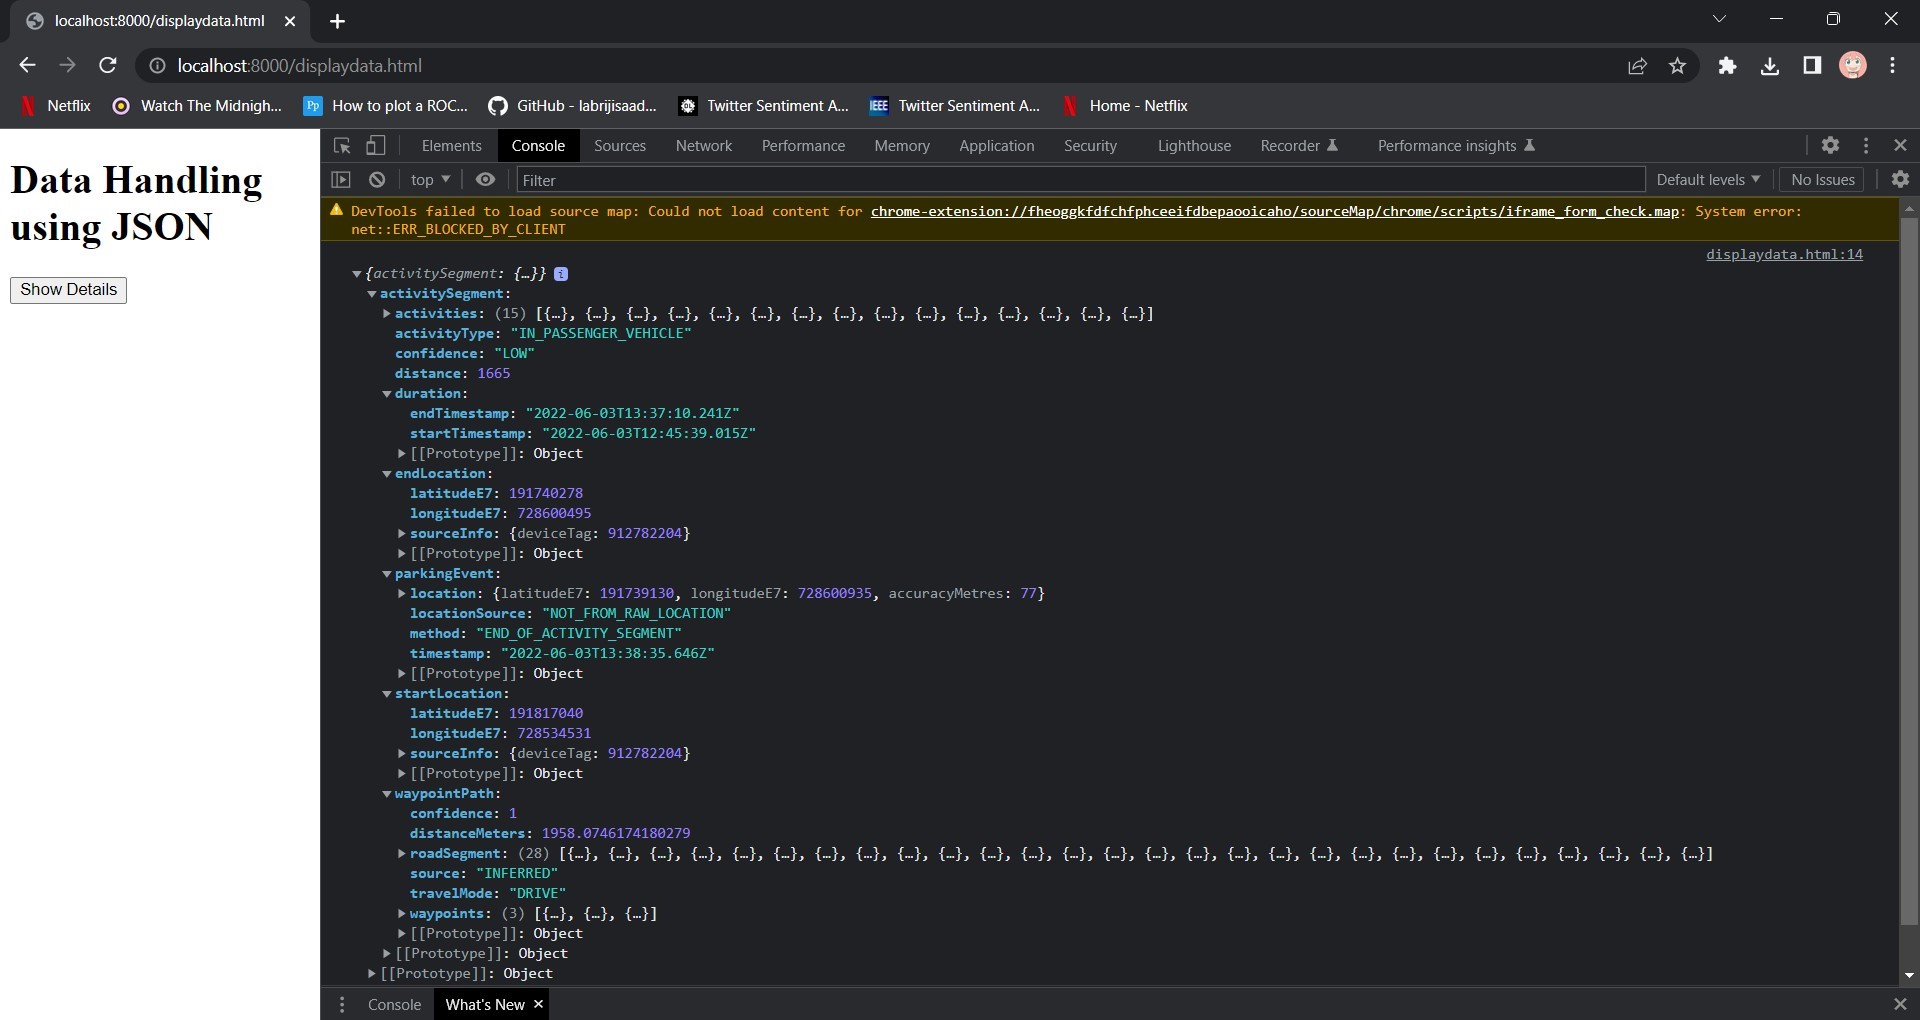 localhost:8000/displaydata.html
localhost:8000/displaydata.html
Netflix Watch The Midnigh... Pp How to plot a ROC... GitHub - labrijisaad... Twitter Sentiment A... IEEE Twitter Sentiment A... Home - Netflix
Data Handling
using JSON
Show Details
Elements Console Sources Network Performance Memory Application Security Lighthouse Recorder Performance insights
top Filter Default levels No Issues
DevTools failed to load source map: Could not load content for chrome-extension://fheoggkfdfchfphceeifdbepaooicaho/sourceMap/chrome/scripts/iframe_form_check.map: System error:
net::ERR_BLOCKED_BY_CLIENT
displaydata.html:14
{activitySegment: {…}} i
activitySegment:
activities: (15) [{…}, {…}, {…}, {…}, {…}, {…}, {…}, {…}, {…}, {…}, {…}, {…}, {…}, {…}, {…}]
activityType: "IN_PASSENGER_VEHICLE"
confidence: "LOW"
distance: 1665
duration:
endTimestamp: "2022-06-03T13:37:10.241Z"
startTimestamp: "2022-06-03T12:45:39.015Z"
[[Prototype]]: Object
endLocation:
latitudeE7: 191740278
longitudeE7: 728600495
sourceInfo: {deviceTag: 912782204}
[[Prototype]]: Object
parkingEvent:
location: {latitudeE7: 191739130, longitudeE7: 728600935, accuracyMetres: 77}
locationSource: "NOT_FROM_RAW_LOCATION"
method: "END_OF_ACTIVITY_SEGMENT"
timestamp: "2022-06-03T13:38:35.646Z"
[[Prototype]]: Object
startLocation:
latitudeE7: 191817040
longitudeE7: 728534531
sourceInfo: {deviceTag: 912782204}
[[Prototype]]: Object
waypointPath:
confidence: 1
distanceMeters: 1958.0746174180279
roadSegment: (28) [{…}, {…}, {…}, {…}, {…}, {…}, {…}, {…}, {…}, {…}, {…}, {…}, {…}, {…}, {…}, {…}, {…}, {…}, {…}, {…}, {…}, {…}, {…}, {…}, {…}, {…}, {…}, {…}]
source: "INFERRED"
travelMode: "DRIVE"
waypoints: (3) [{…}, {…}, {…}]
[[Prototype]]: Object
[[Prototype]]: Object
[[Prototype]]: Object
Console What's New